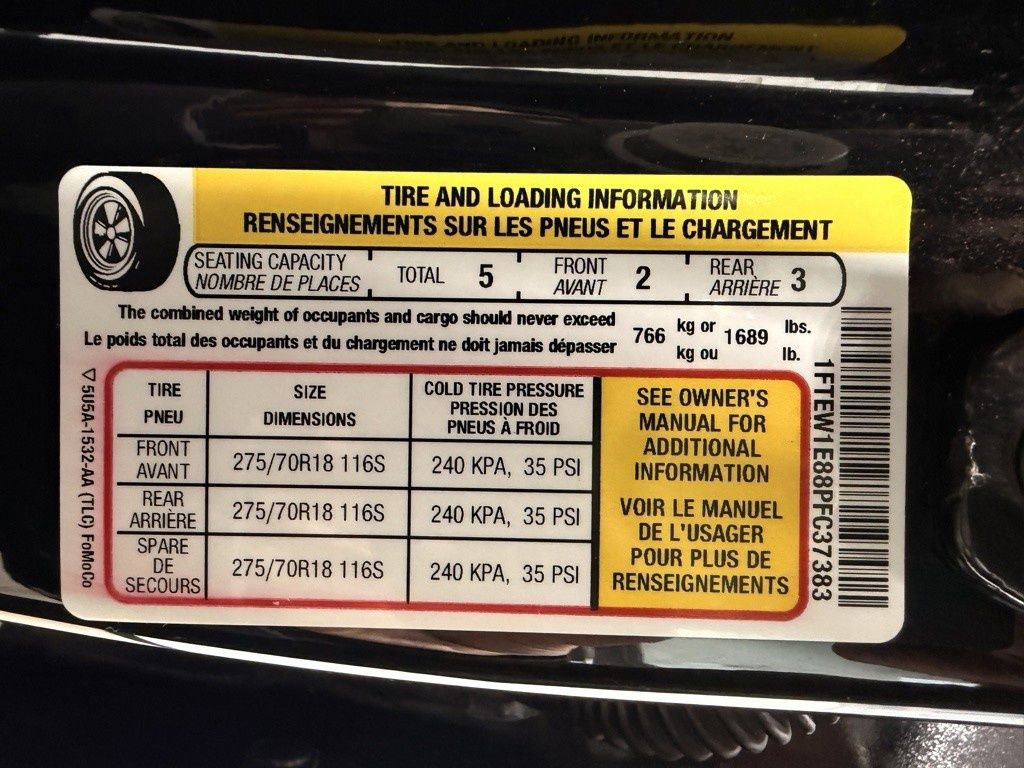 TIRE AND LOADING INFORMATION
RENSEIGNEMENTS SUR LES PNEUS ET LE CHARGEMENT
SEATING CAPACITY
NOMBRE DE PLACES
TOTAL 5
FRONT
AVANT
2
REAR
ARRIÈRE
3
The combined weight of occupants and cargo should never exceed
Le poids total des occupants et du chargement ne doit jamais dépasser
766 kg or 1689 lbs.
kg ou lb.
TIRE
PNEU
SIZE
DIMENSIONS
COLD TIRE PRESSURE
PRESSION DES
PNEUS À FROID
FRONT
AVANT
275/70R18 116S
240 KPA, 35 PSI
REAR
ARRIÈRE
275/70R18 116S
240 KPA, 35 PSI
SPARE
DE
SECOURS
275/70R18 116S
240 KPA, 35 PSI
SEE OWNER'S
MANUAL FOR
ADDITIONAL
INFORMATION
VOIR LE MANUEL
DE L'USAGER
POUR PLUS DE
RENSEIGNEMENTS
1FTEW1E88PFC37383
▽ 5U5A-1532-AA (TLC) FoMoCo